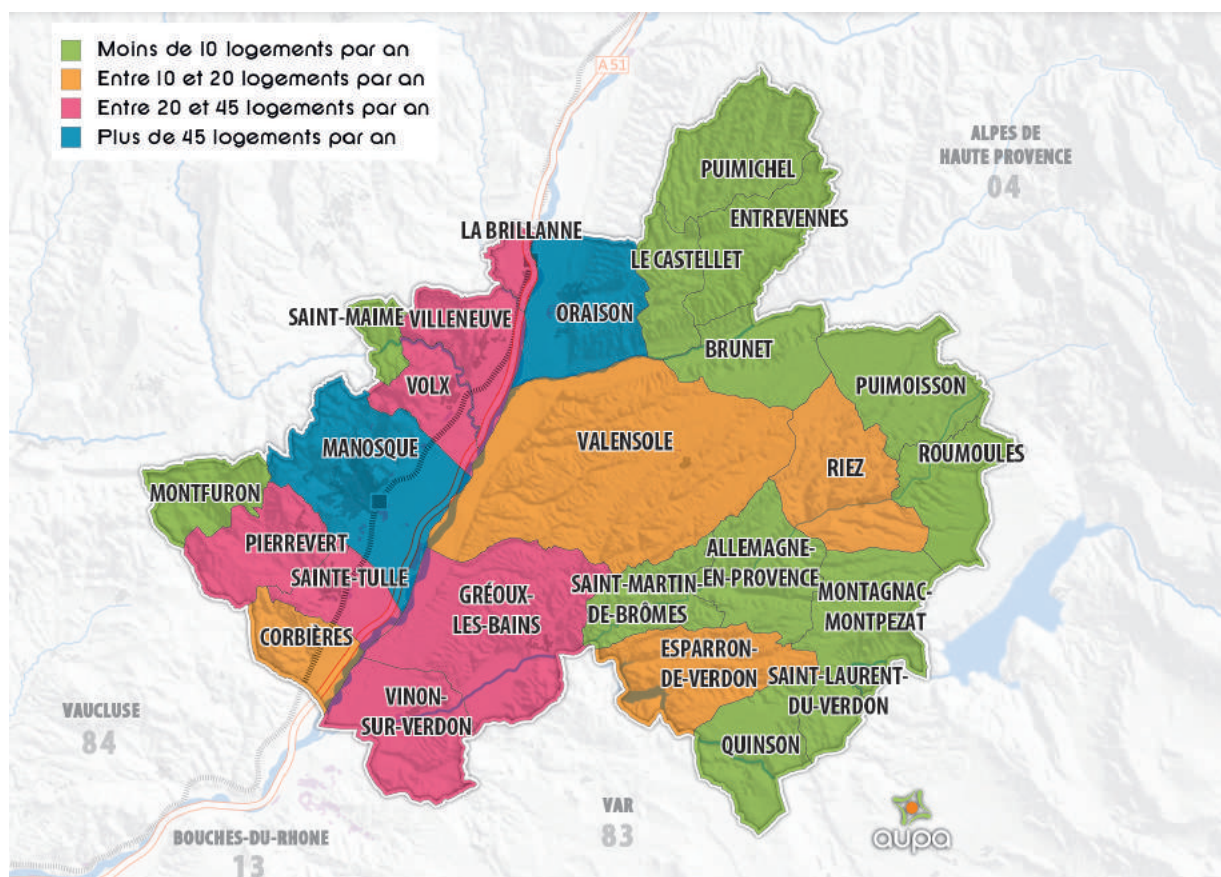 Moins de 10 logements par an
Entre 10 et 20 logements par an
Entre 20 et 45 logements par an
Plus de 45 logements par an
A 51
ALPES DE
HAUTE PROVENCE
04
PUIMICHEL
ENTREVENNES
LA BRILLANNE
LE CASTELLET
SAINT-MAIME
VILLENEUVE
ORAISON
BRUNET
VOLX
PUIMOISSON
MANOSQUE
VALENSOLE
RIEZ
ROUMOULES
MONTFURON
PIERREVERT
SAINTE-TULLE
ALLEMAGNE-
EN-PROVENCE
GRÉOUX-
LES-BAINS
SAINT-MARTIN
DE-BRÔMES
MONTAGNAC-
MONTPEZAT
CORBIÈRES
ESPARRON-
DE-VERDON
SAINT-LAURENT-
DU-VERDON
VINON-
SUR-VERDON
QUINSON
VAUCLUSE
84
VAR
83
BOUCHES-DU-RHONE
13
aupa